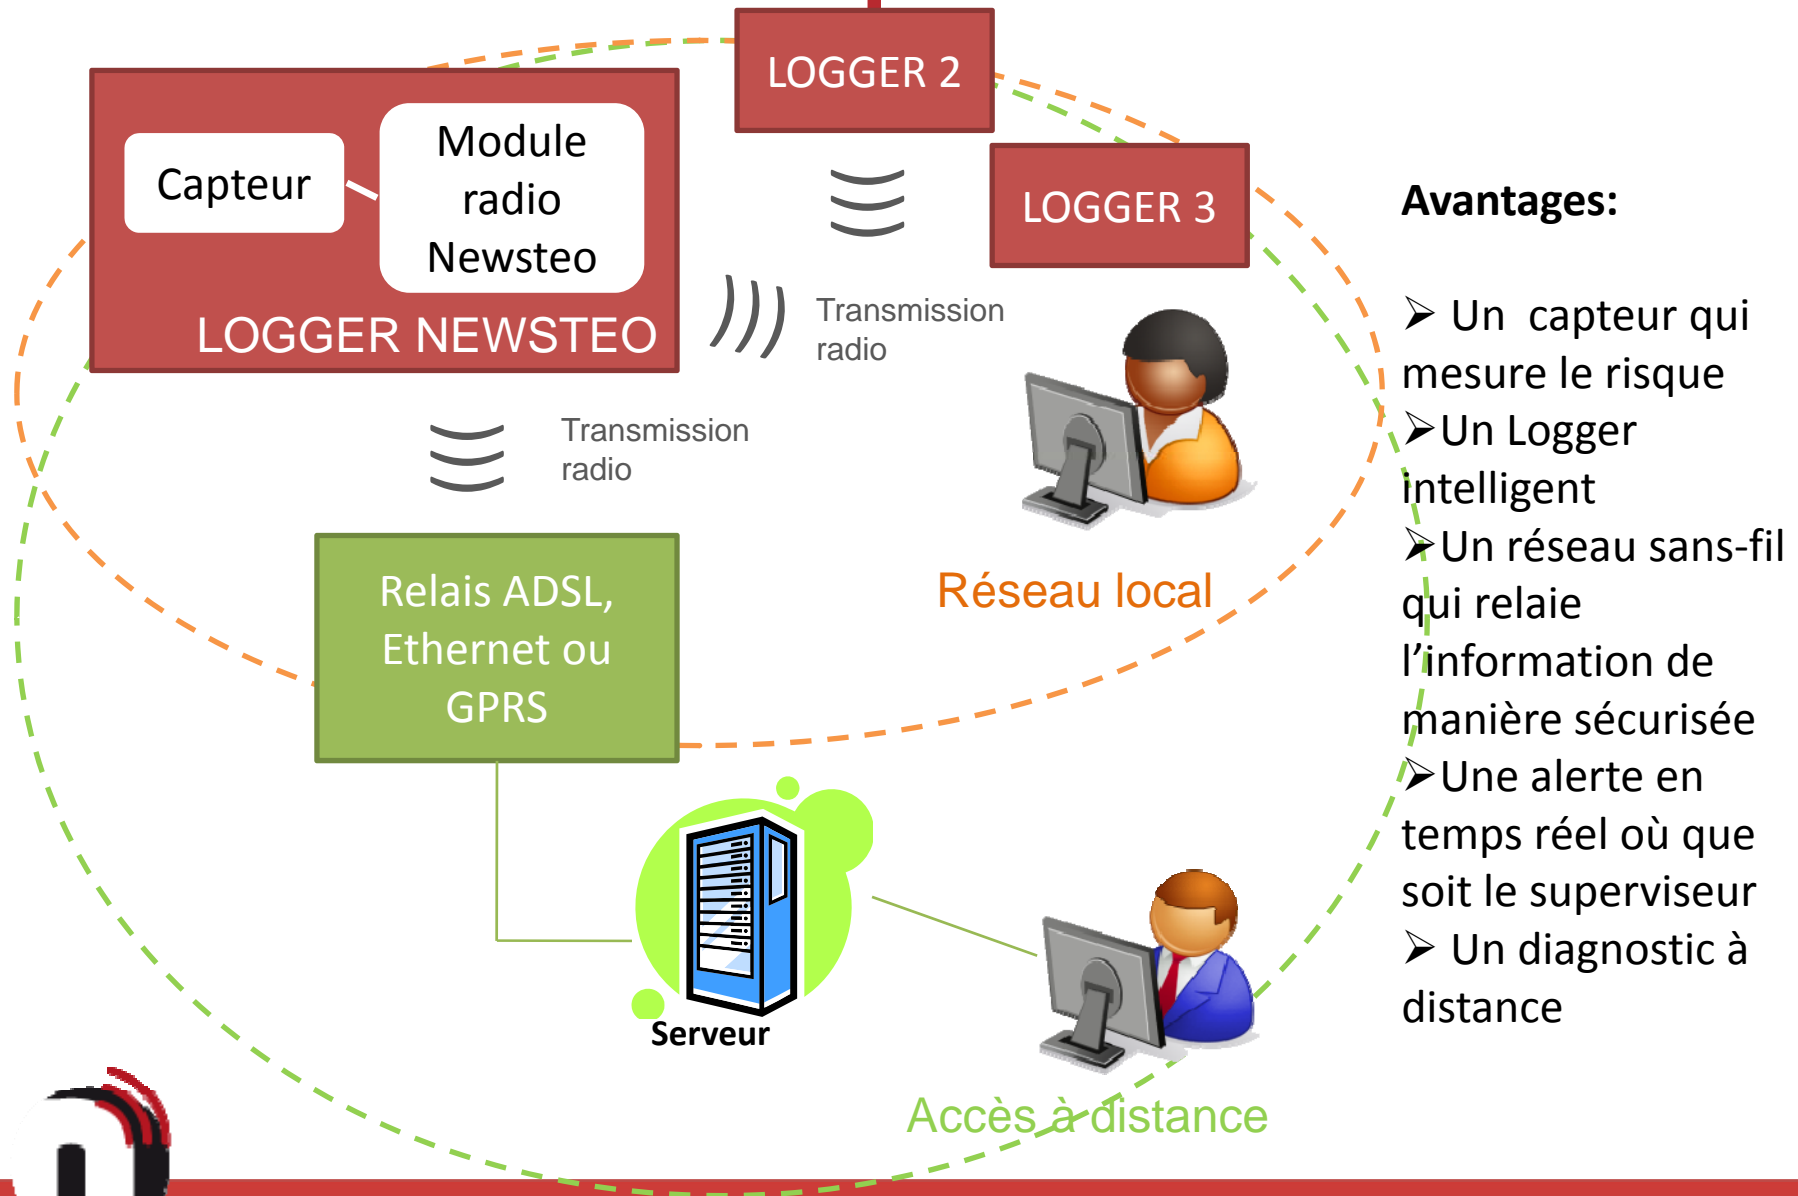 LOGGER 2
Capteur
Module
radio
Newsteo
LOGGER NEWSTEO
LOGGER 3
Transmission
radio
Transmission
radio
Relais ADSL,
Ethernet ou
GPRS
Réseau local
Serveur
Accès à distance
Avantages:
➢ Un  capteur qui
mesure le risque
➢Un Logger
intelligent
➢Un réseau sans-fil
qui relaie
l’information de
manière sécurisée
➢Une alerte en
temps réel où que
soit le superviseur
➢ Un diagnostic à
distance